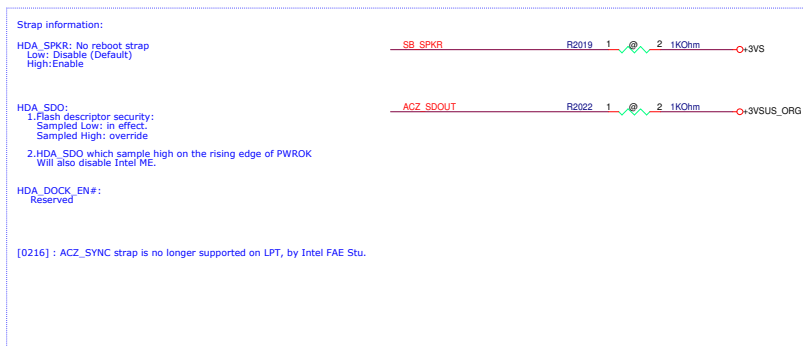 Strap information:
HDA_SPKR: No reboot strap
Low: Disable (Default)
High:Enable
SB_SPKR R2019 1 @ 2 1KOhm +3VS
HDA_SDO:
1.Flash descriptor security:
Sampled Low: in effect.
Sampled High: override
ACZ_SDOUT R2022 1 @ 2 1KOhm +3VSUS_ORG
2.HDA_SDO which sample high on the rising edge of PWROK
Will also disable Intel ME.
HDA_DOCK_EN#:
Reserved
[0216] : ACZ_SYNC strap is no longer supported on LPT, by Intel FAE Stu.